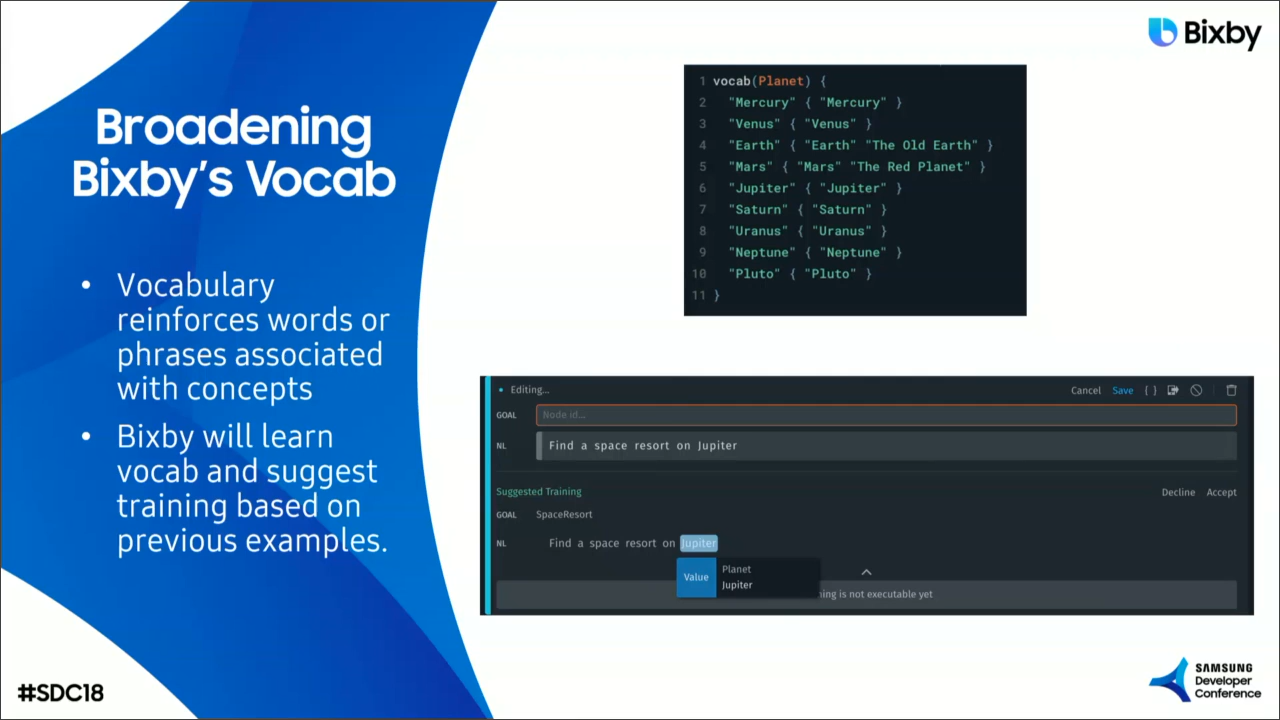 Bixby
Broadening
Bixby's Vocab
• Vocabulary
reinforces words or
phrases associated
with concepts
• Bixby will learn
vocab and suggest
training based on
previous examples.
#SDC18
1 vocab(Planet) {
2 "Mercury" { "Mercury" }
3 "Venus" { "Venus" }
4 "Earth" { "Earth" "The Old Earth" }
5 "Mars" { "Mars" "The Red Planet" }
6 "Jupiter" { "Jupiter" }
7 "Saturn" { "Saturn" }
8 "Uranus" { "Uranus" }
9 "Neptune" { "Neptune" }
10 "Pluto" { "Pluto" }
11 }
• Editing... Cancel Save { }
GOAL Node id...
NL Find a space resort on Jupiter
Suggested Training Decline Accept
GOAL SpaceResort
NL Find a space resort on Jupiter
Value Planet
Jupiter
is not executable yet
SAMSUNG
Developer
Conference